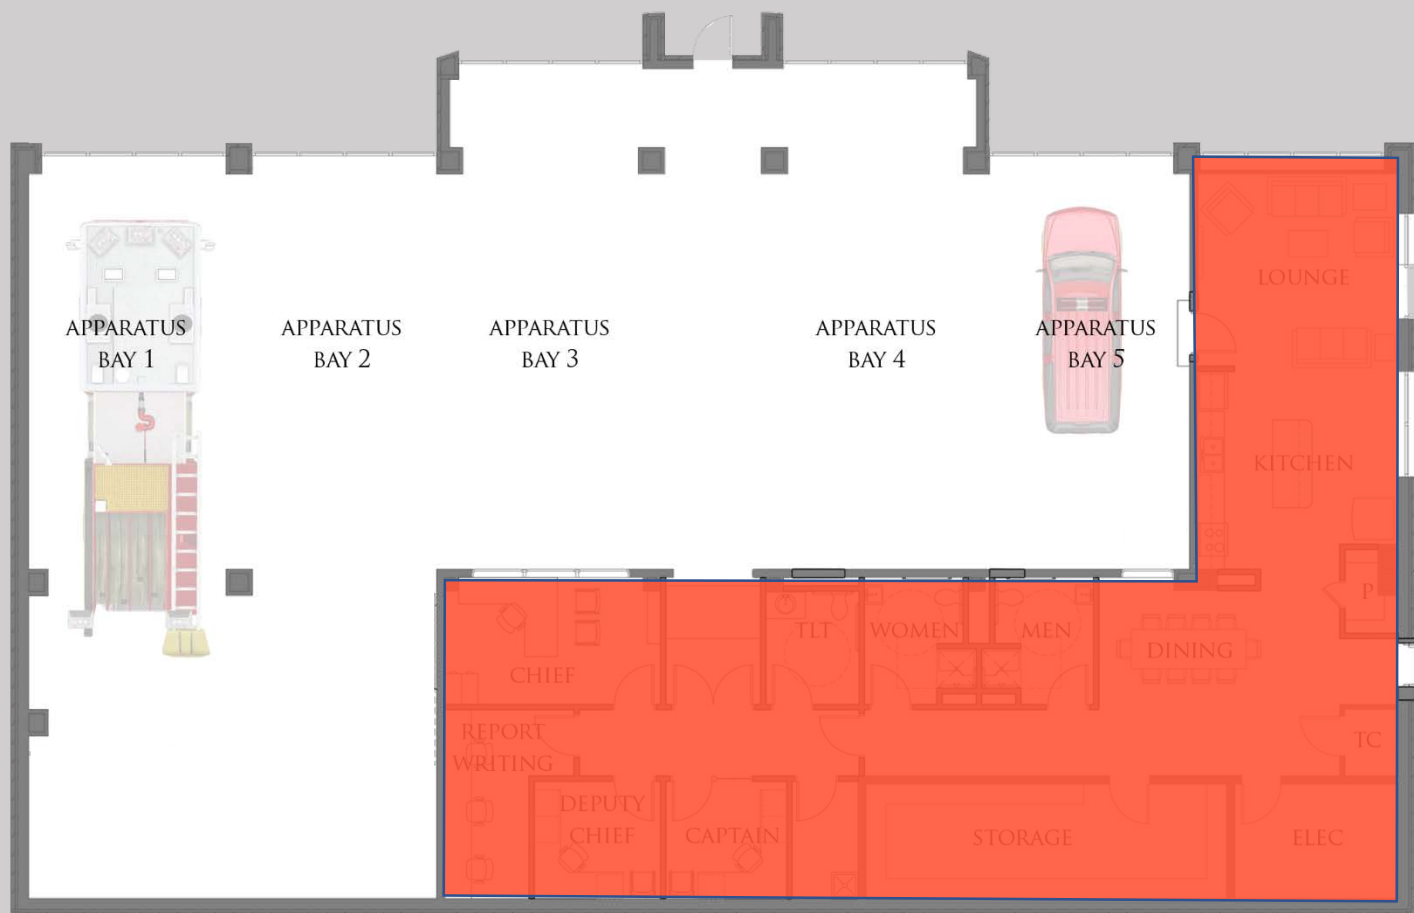 APPARATUS
BAY 1
APPARATUS
BAY 2
APPARATUS
BAY 3
APPARATUS
BAY 4
APPARATUS
BAY 5
LOUNGE
KITCHEN
P
DINING
TLT
WOMEN
MEN
CHIEF
REPORT
WRITING
TC
DEPUTY
CHIEF
CAPTAIN
STORAGE
ELEC